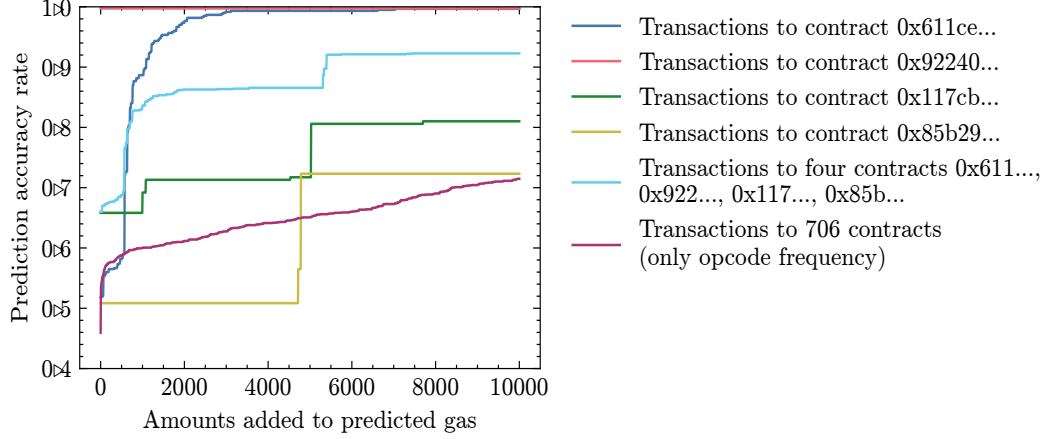 1▷0
0▷9
0▷8
0▷7
0▷6
0▷5
0▷4
Prediction accuracy rate
0 2000 4000 6000 8000 10000
Amounts added to predicted gas
Transactions to contract 0x611ce...
Transactions to contract 0x92240...
Transactions to contract 0x117cb...
Transactions to contract 0x85b29...
Transactions to four contracts 0x611...,
0x922..., 0x117..., 0x85b...
Transactions to 706 contracts
(only opcode frequency)